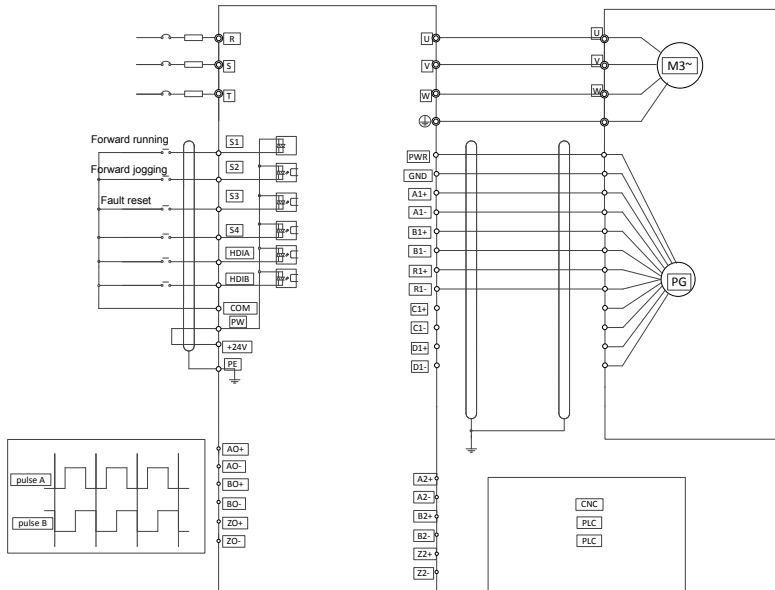 R
S
T
U
V
W
U
V
W
M3~
Forward running
Forward jogging
Fault reset
S1
S2
S3
S4
HDIA
HDIB
COM
PW
+24V
PE
PWR
GND
A1+
A1-
B1+
B1-
R1+
R1-
C1+
C1-
D1+
D1-
PG
pulse A
pulse B
AO+
AO-
BO+
BO-
ZO+
ZO-
A2+
A2-
B2+
B2-
Z2+
Z2-
CNC
PLC
PLC